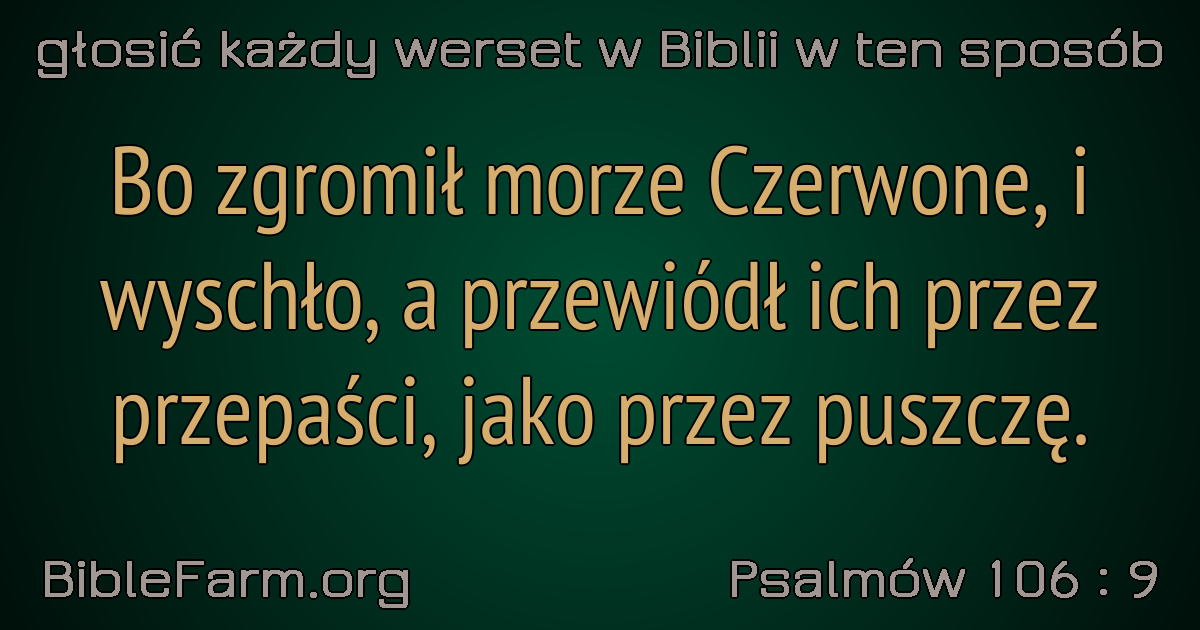 głosić każdy werset w Biblii w ten sposób
Bo zgromił morze Czerwone, i
wyschło, a przewiódł ich przez
przepaści, jako przez puszczę.
BibleFarm.org
Psalmów 106 : 9